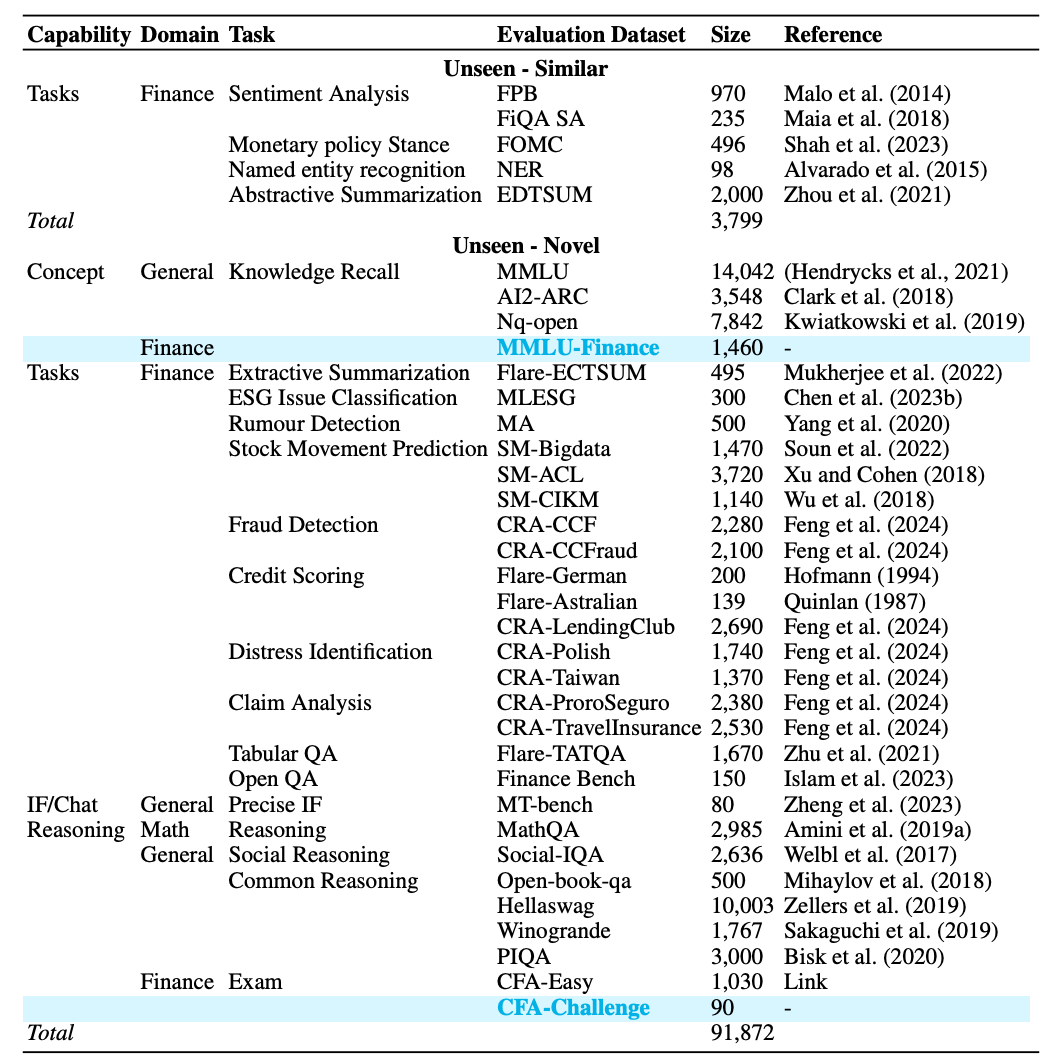 Capability Domain Task Evaluation Dataset Size Reference
Unseen - Similar
Tasks Finance Sentiment Analysis FPB 970 Malo et al. (2014)
FiQA SA 235 Maia et al. (2018)
Monetary policy Stance FOMC 496 Shah et al. (2023)
Named entity recognition NER 98 Alvarado et al. (2015)
Abstractive Summarization EDTSUM 2,000 Zhou et al. (2021)
Total 3,799
Unseen - Novel
Concept General Knowledge Recall MMLU 14,042 (Hendrycks et al., 2021)
AI2-ARC 3,548 Clark et al. (2018)
Nq-open 7,842 Kwiatkowski et al. (2019)
Finance MMLU-Finance 1,460 -
Tasks Finance Extractive Summarization Flare-ECTSUM 495 Mukherjee et al. (2022)
ESG Issue Classification MLESG 300 Chen et al. (2023b)
Rumour Detection MA 500 Yang et al. (2020)
Stock Movement Prediction SM-Bigdata 1,470 Soun et al. (2022)
SM-ACL 3,720 Xu and Cohen (2018)
SM-CIKM 1,140 Wu et al. (2018)
Fraud Detection CRA-CCF 2,280 Feng et al. (2024)
CRA-CCFraud 2,100 Feng et al. (2024)
Credit Scoring Flare-German 200 Hofmann (1994)
Flare-Astralian 139 Quinlan (1987)
CRA-LendingClub 2,690 Feng et al. (2024)
Distress Identification CRA-Polish 1,740 Feng et al. (2024)
CRA-Taiwan 1,370 Feng et al. (2024)
Claim Analysis CRA-ProroSeguro 2,380 Feng et al. (2024)
CRA-TravelInsurance 2,530 Feng et al. (2024)
Tabular QA Flare-TATQA 1,670 Zhu et al. (2021)
Open QA Finance Bench 150 Islam et al. (2023)
IF/Chat General Precise IF MT-bench 80 Zheng et al. (2023)
Reasoning Math Reasoning MathQA 2,985 Amini et al. (2019a)
General Social Reasoning Social-IQA 2,636 Welbl et al. (2017)
Common Reasoning Open-book-qa 500 Mihaylov et al. (2018)
Hellaswag 10,003 Zellers et al. (2019)
Winogrande 1,767 Sakaguchi et al. (2019)
PIQA 3,000 Bisk et al. (2020)
Finance Exam CFA-Easy 1,030 Link
CFA-Challenge 90 -
Total 91,872